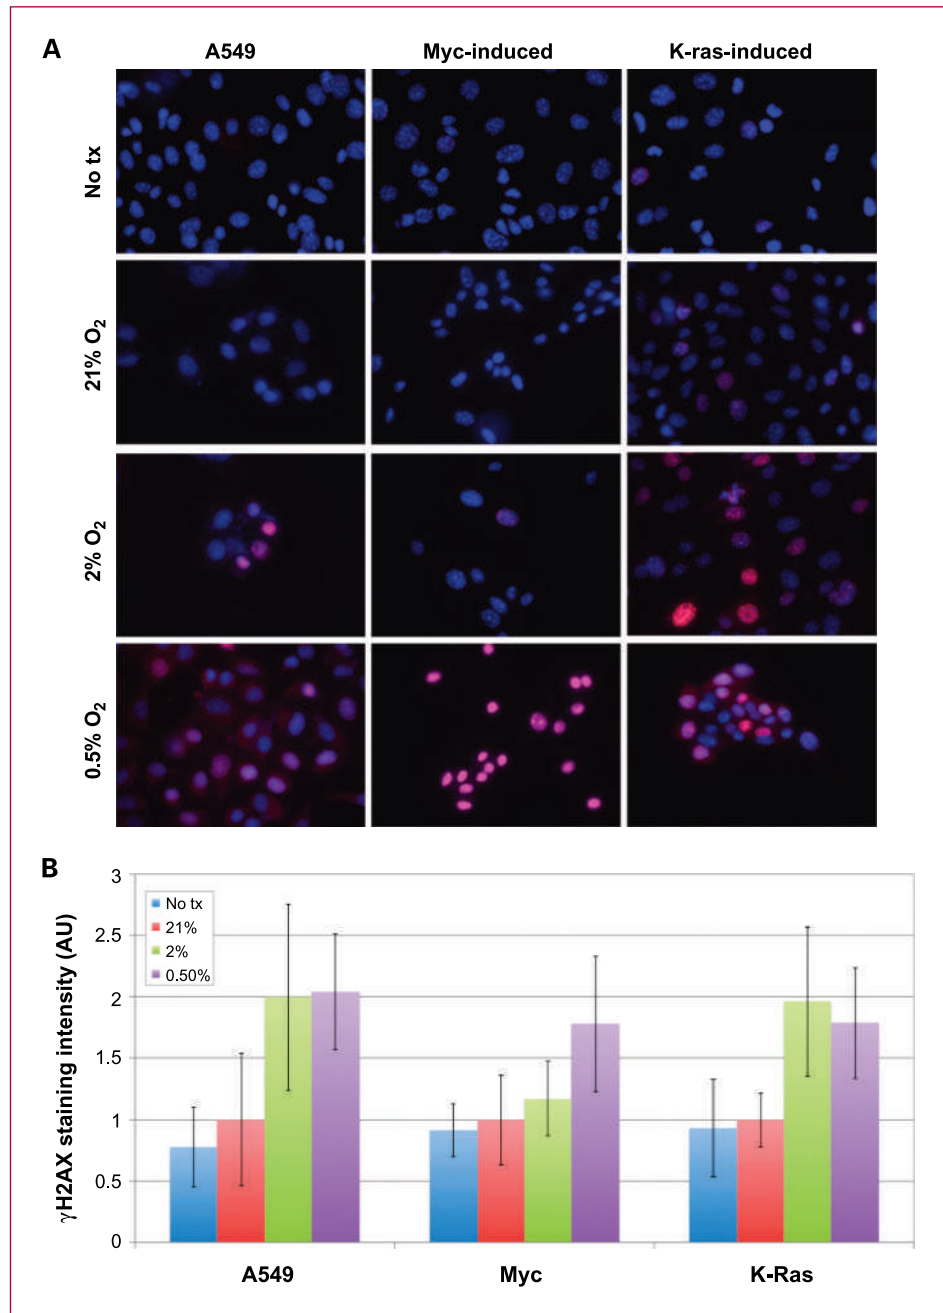 A
A549 Myc-induced K-ras-induced
No tx
21% O₂
2% O₂
0.5% O₂
B
γH2AX staining intensity (AU)
3
2.5
2
1.5
1
0.5
0
No tx
21%
2%
0.50%
A549 Myc K-Ras